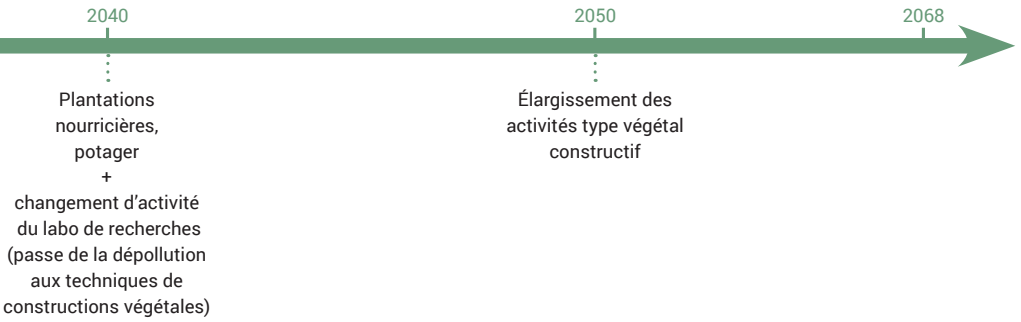 2040
2050
2068
Plantations
nourricières,
potager
+
changement d'activité
du labo de recherches
(passe de la dépollution
aux techniques de
constructions végétales)
Élargissement des
activités type végétal
constructif